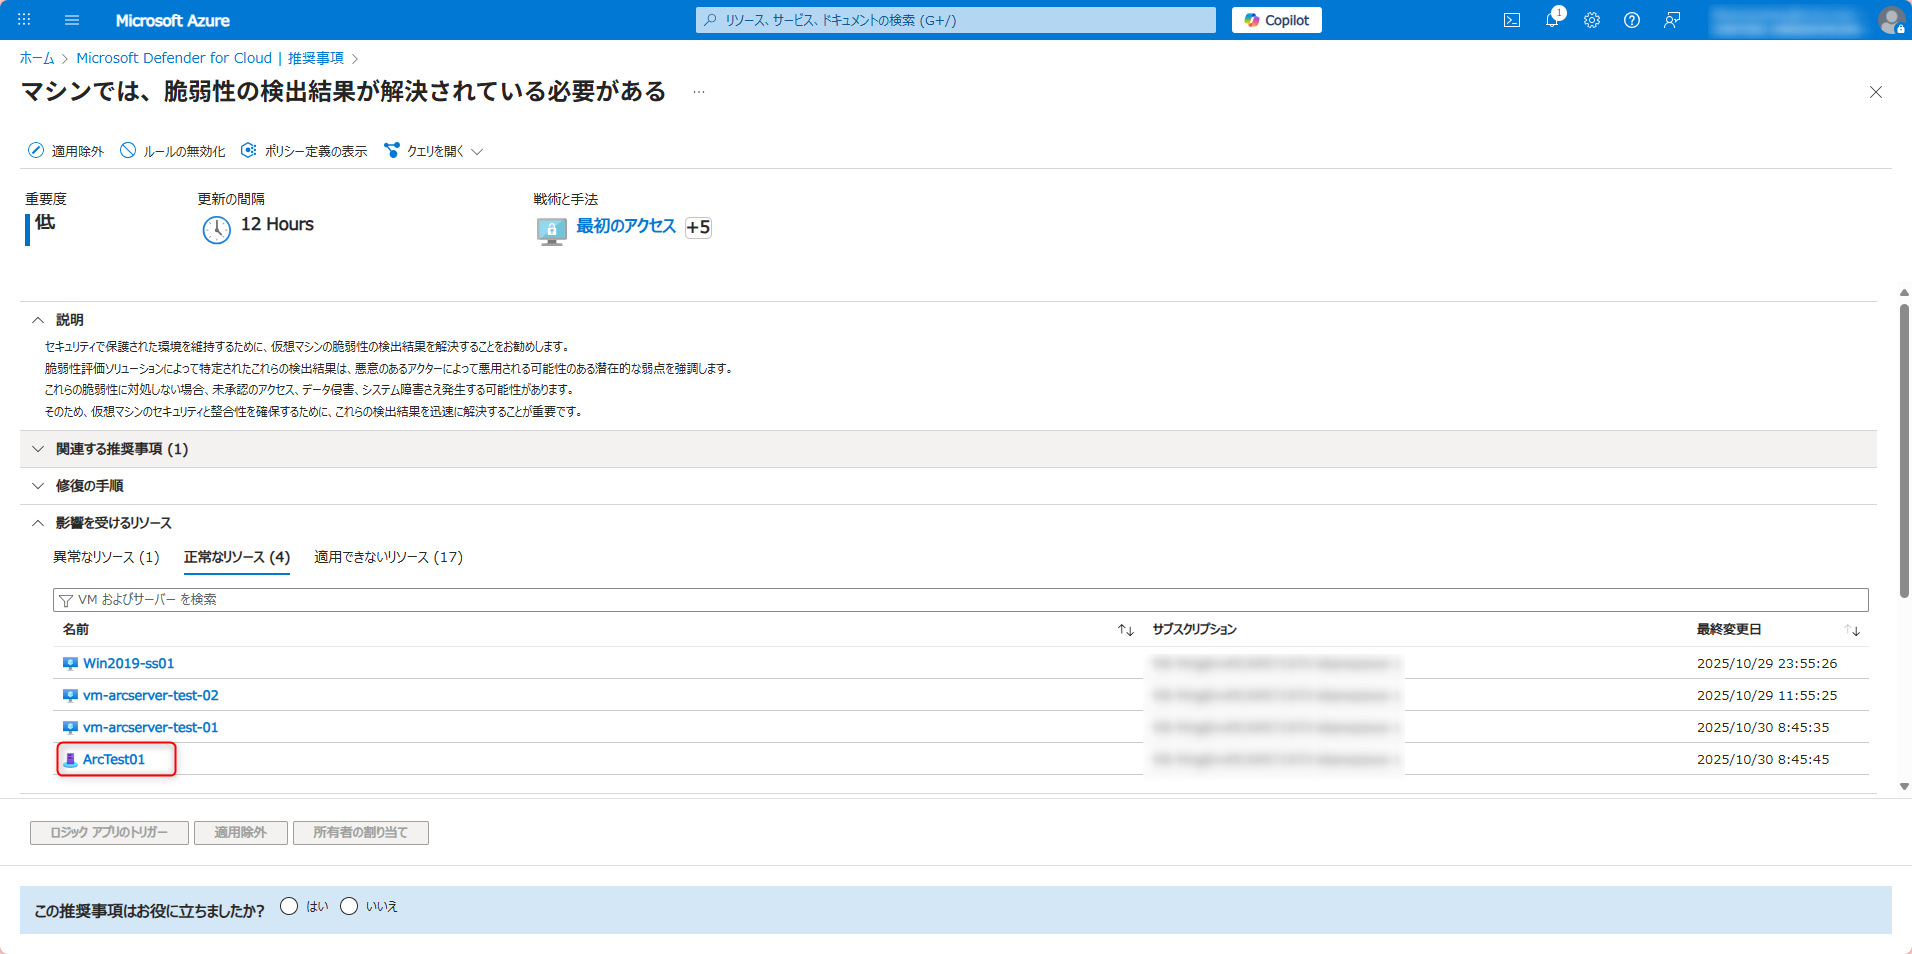 Microsoft Azure
リソース、サービス、ドキュメントの検索 (G+/)
Copilot
1
ホーム > Microsoft Defender for Cloud | 推奨事項 >
マシンでは、脆弱性の検出結果が解決されている必要がある ...
適用除外 ルールの無効化 ポリシー定義の表示 クエリを開く
重要度 更新の間隔 戦術と手法
低 12 Hours 最初のアクセス +5
説明
セキュリティで保護された環境を維持するために、仮想マシンの脆弱性の検出結果を解決することをお勧めします。
脆弱性評価ソリューションによって特定されたこれらの検出結果は、悪意のあるアクターによって悪用される可能性のある潜在的な弱点を強調します。
これらの脆弱性に対処しない場合、未承認のアクセス、データ侵害、システム障害さえ発生する可能性があります。
そのため、仮想マシンのセキュリティと整合性を確保するために、これらの検出結果を迅速に解決することが重要です。
関連する推奨事項 (1)
修復の手順
影響を受けるリソース
異常なリソース (1) 正常なリソース (4) 適用できないリソース (17)
VM およびサーバー を検索
名前 ↑↓ サブスクリプション 最終変更日 ↑↓
Win2019-ss01 2025/10/29 23:55:26
vm-arcserver-test-02 2025/10/29 11:55:25
vm-arcserver-test-01 2025/10/30 8:45:35
ArcTest01 2025/10/30 8:45:45
ロジック アプリのトリガー 適用除外 所有者の割り当て
この推奨事項はお役に立ちましたか? はい いいえ